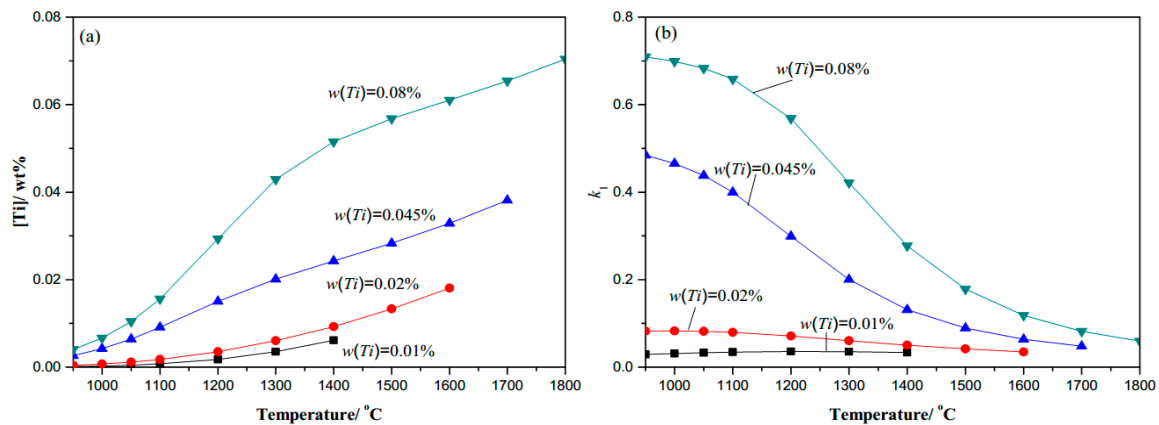 (a)
0.08
0.06
0.04
0.02
0.00
[Ti]/ wt%
w(Ti)=0.08%
w(Ti)=0.045%
w(Ti)=0.02%
w(Ti)=0.01%
1000 1100 1200 1300 1400 1500 1600 1700 1800
Temperature/ °C
(b)
0.8
0.6
0.4
0.2
0.0
k1
w(Ti)=0.08%
w(Ti)=0.045%
w(Ti)=0.02%
w(Ti)=0.01%
1000 1100 1200 1300 1400 1500 1600 1700 1800
Temperature/ °C